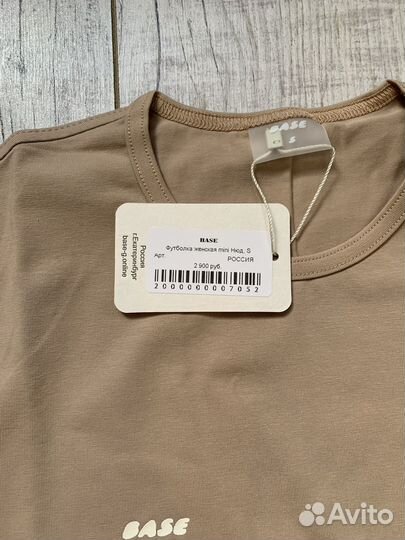 BASE
S
Россия
г.Екатеринбург
base-g.online
BASE
Футболка женская mini Нюд, S
Арт.
РОССИЯ
2 900 руб.
2000000007052
BASE
Avito